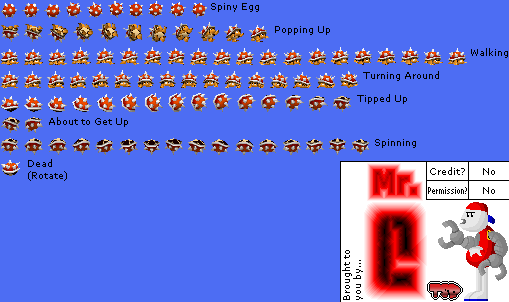 Spiny Egg
Popping Up
Walking
Turning Around
Tipped Up
About to Get Up
Spinning
Dead
(Rotate)
Mr.
C
Credit? No
Permission? No
Brought to
you by...